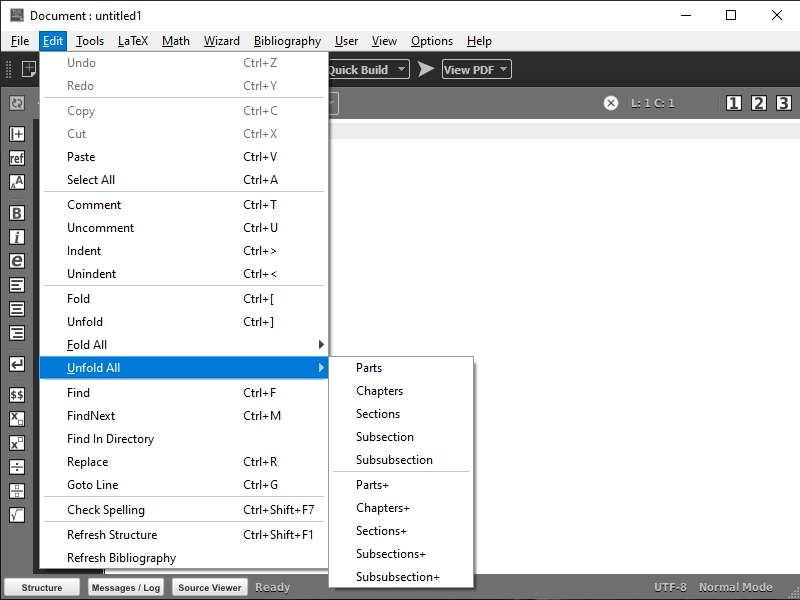 Document : untitled1
File Edit Tools LaTeX Math Wizard Bibliography User View Options Help
Quick Build View PDF
L: 1 C: 1 1 2 3
Undo Ctrl+Z
Redo Ctrl+Y
Copy Ctrl+C
Cut Ctrl+X
Paste Ctrl+V
Select All Ctrl+A
Comment Ctrl+T
Uncomment Ctrl+U
Indent Ctrl+>
Unindent Ctrl+<
Fold Ctrl+[
Unfold Ctrl+]
Fold All
Unfold All
Find Ctrl+F
FindNext Ctrl+M
Find In Directory
Replace Ctrl+R
Goto Line Ctrl+G
Check Spelling Ctrl+Shift+F7
Refresh Structure Ctrl+Shift+F1
Refresh Bibliography
Parts
Chapters
Sections
Subsection
Subsubsection
Parts+
Chapters+
Sections+
Subsections+
Subsubsection+
ref
AA
B
i
e
$$
Structure Messages / Log Source Viewer Ready UTF-8 Normal Mode